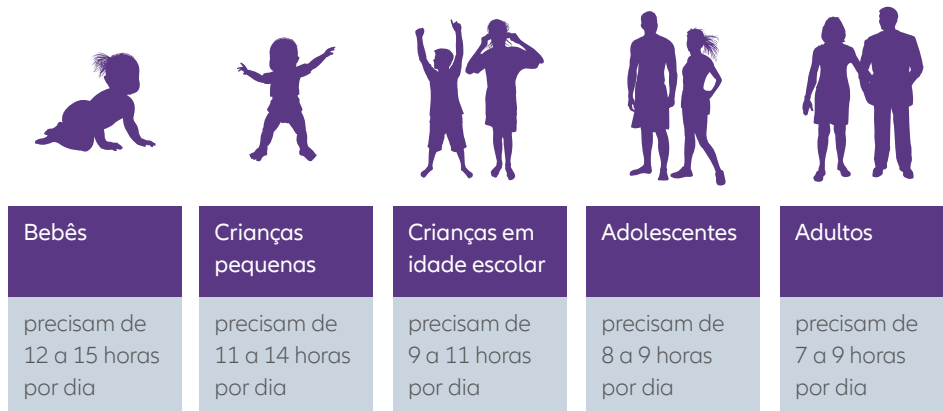 Bebês
precisam de
12 a 15 horas
por dia
Crianças
pequenas
precisam de
11 a 14 horas
por dia
Crianças em
idade escolar
precisam de
9 a 11 horas
por dia
Adolescentes
precisam de
8 a 9 horas
por dia
Adultos
precisam de
7 a 9 horas
por dia